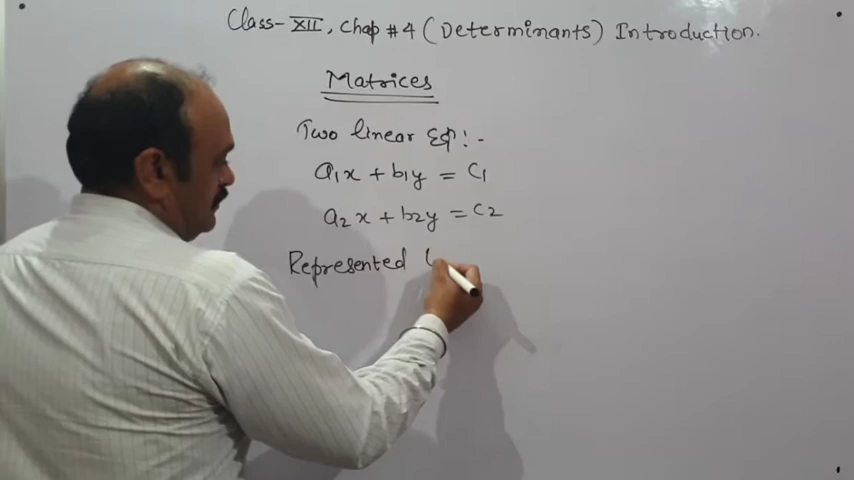 Class-XII, Chap #4 (Determinants) Introduction.
Matrices
Two linear Eq!:-
a₁x + b₁y = C₁
a₂x + b₂y = C₂
Represented